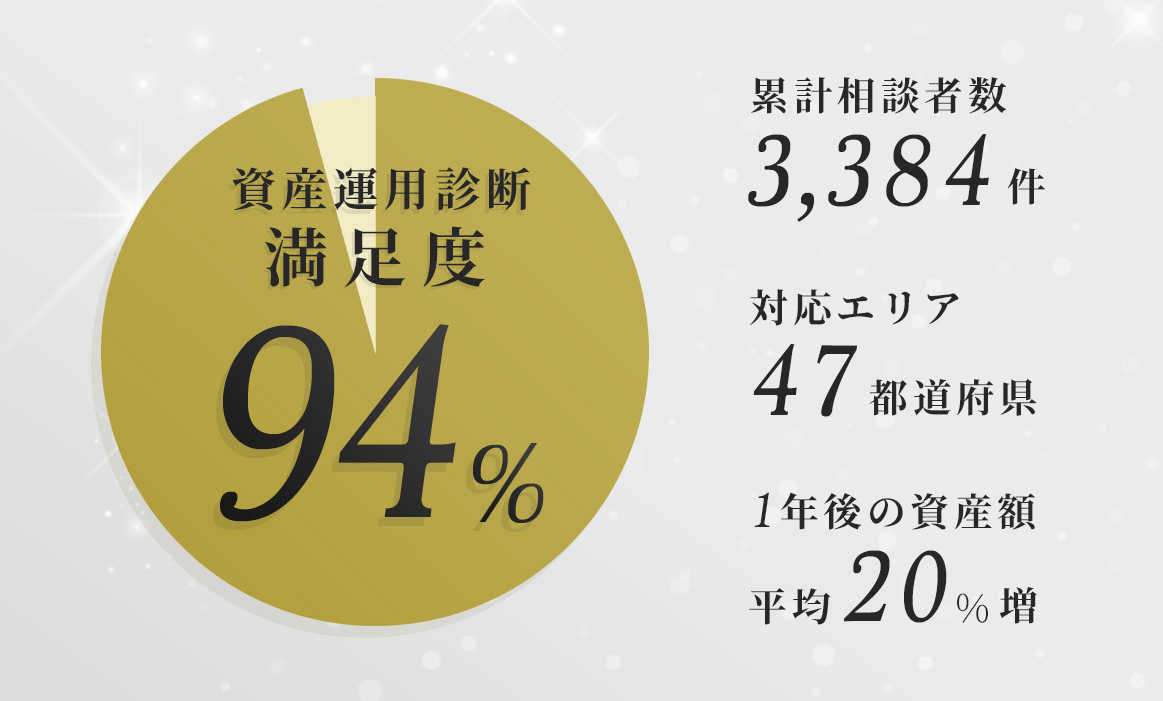 資産運用診断
満足度
94%
累計相談者数
3,384件
対応エリア
47都道府県
1年後の資産額
平均20%増